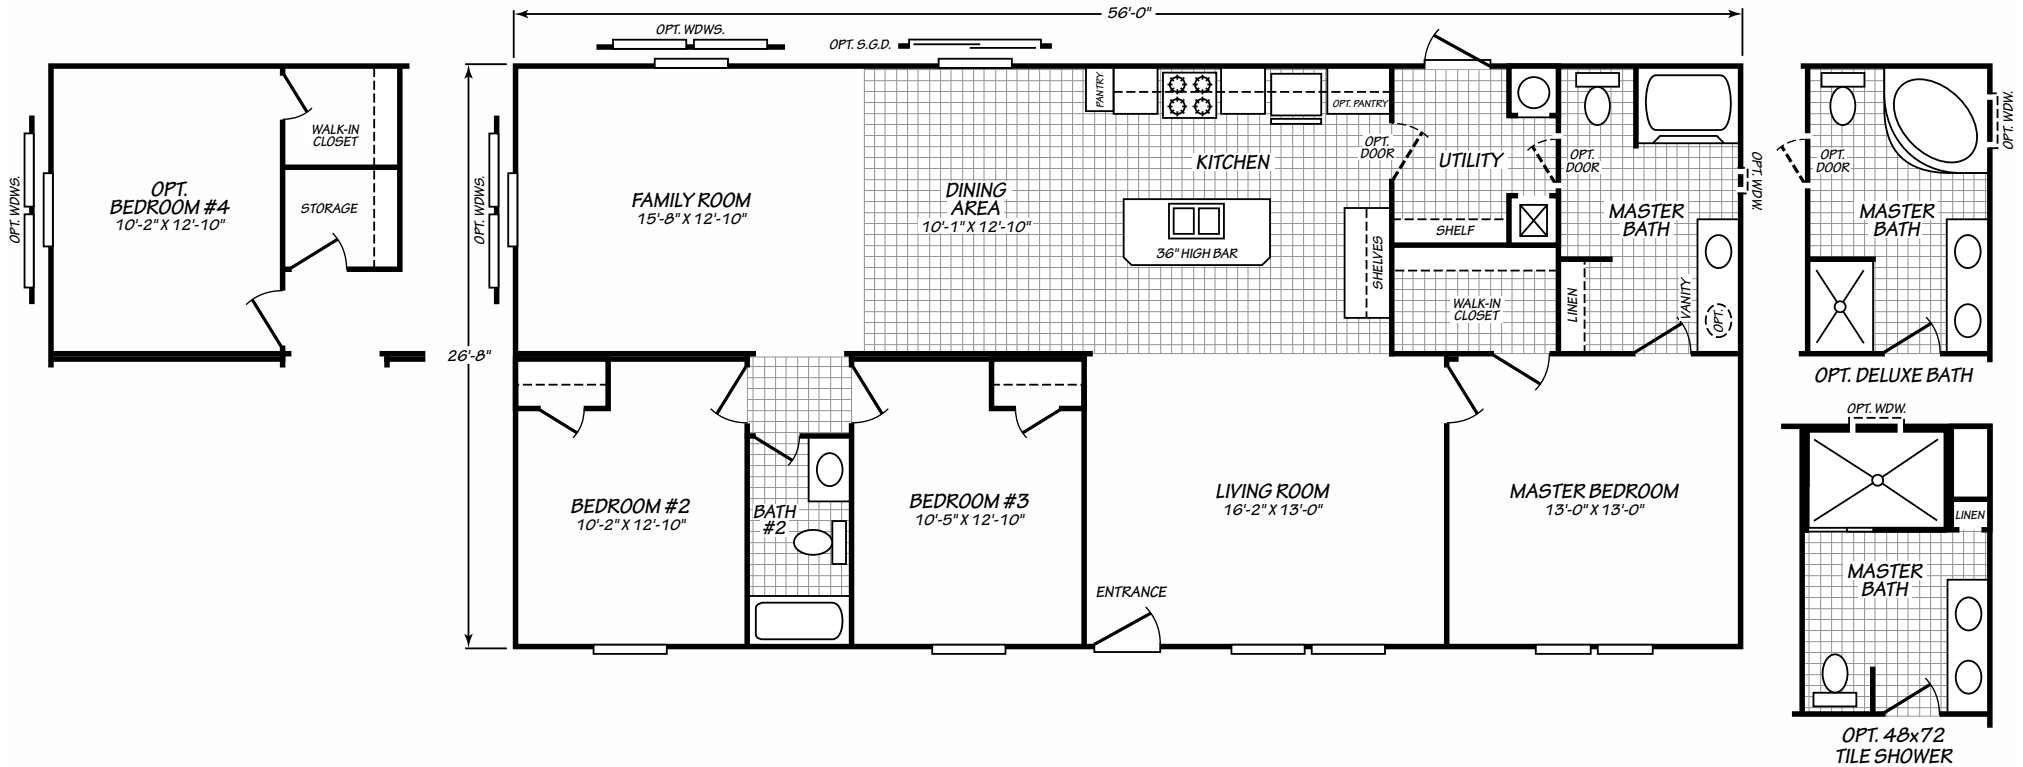 56'-0"
OPT. WDWS.
OPT. S.G.D.
PANTRY
OPT. PANTRY
WALK-IN
CLOSET
OPT. WDWS.
OPT.
BEDROOM #4
10'-2" X 12'-10"
STORAGE
OPT. WDWS.
FAMILY ROOM
15'-8" X 12'-10"
DINING
AREA
10'-1" X 12'-10"
KITCHEN
36" HIGH BAR
SHELVES
OPT.
DOOR
UTILITY
SHELF
OPT.
DOOR
MASTER
BATH
OPT. WDW.
WALK-IN
CLOSET
LINEN
VANITY
OPT.
OPT. WDW.
OPT.
DOOR
MASTER
BATH
OPT. DELUXE BATH
26'-8"
BEDROOM #2
10'-2" X 12'-10"
BATH
#2
BEDROOM #3
10'-5" X 12'-10"
LIVING ROOM
16'-2" X 13'-0"
MASTER BEDROOM
13'-0" X 13'-0"
ENTRANCE
OPT. WDW.
LINEN
MASTER
BATH
OPT. 48x72
TILE SHOWER